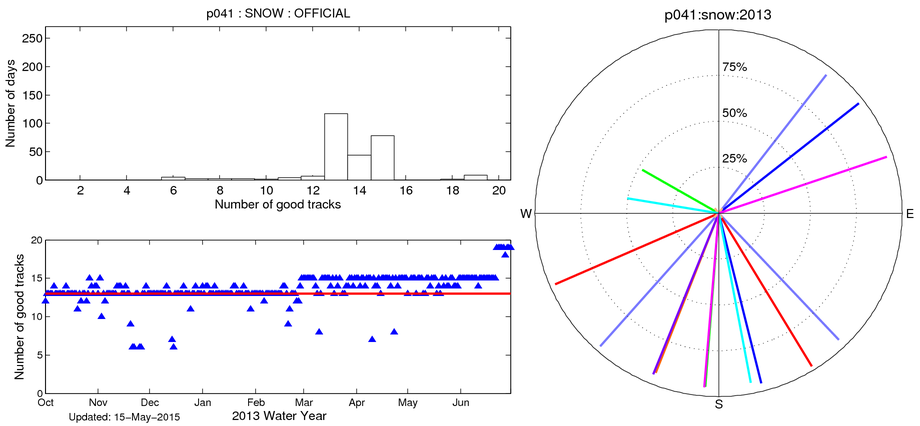 p041 : SNOW : OFFICIAL
Number of days
250
200
150
100
50
0
2 4 6 8 10 12 14 16 18 20
Number of good tracks
Number of good tracks
20
15
10
5
0
Oct Nov Dec Jan Feb Mar Apr May Jun
Updated: 15-May-2015 2013 Water Year
p041:snow:2013
75%
50%
25%
W E
S